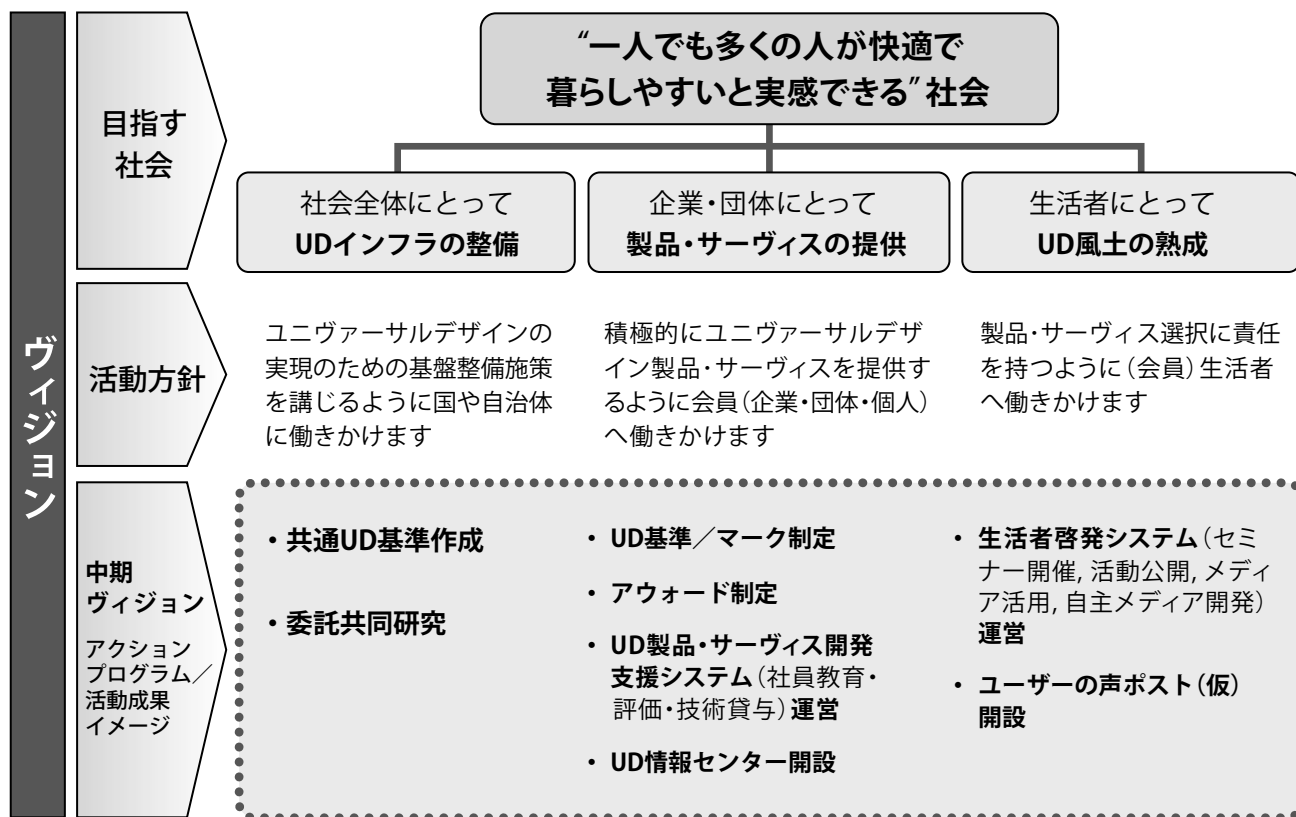 ヴィジョン
目指す
社会
“一人でも多くの人が快適で
暮らしやすいと実感できる”社会
社会全体にとって
UDインフラの整備
企業・団体にとって
製品・サーヴィスの提供
生活者にとって
UD風土の熟成
活動方針
ユニヴァーサルデザインの
実現のための基盤整備施策
を講じるように国や自治体
に働きかけます
積極的にユニヴァーサルデザ
イン製品・サーヴィスを提供す
るように会員(企業・団体・個人)
へ働きかけます
製品・サーヴィス選択に責任
を持つように(会員)生活者
へ働きかけます
中期
ヴィジョン
アクション
プログラム/
活動成果
イメージ
・共通UD基準作成
・委託共同研究
・UD基準/マーク制定
・アウォード制定
・UD製品・サーヴィス開発
支援システム(社員教育・
評価・技術貸与)運営
・UD情報センター開設
・生活者啓発システム(セミ
ナー開催, 活動公開, メディ
ア活用, 自主メディア開発)
運営
・ユーザーの声ポスト(仮)
開設